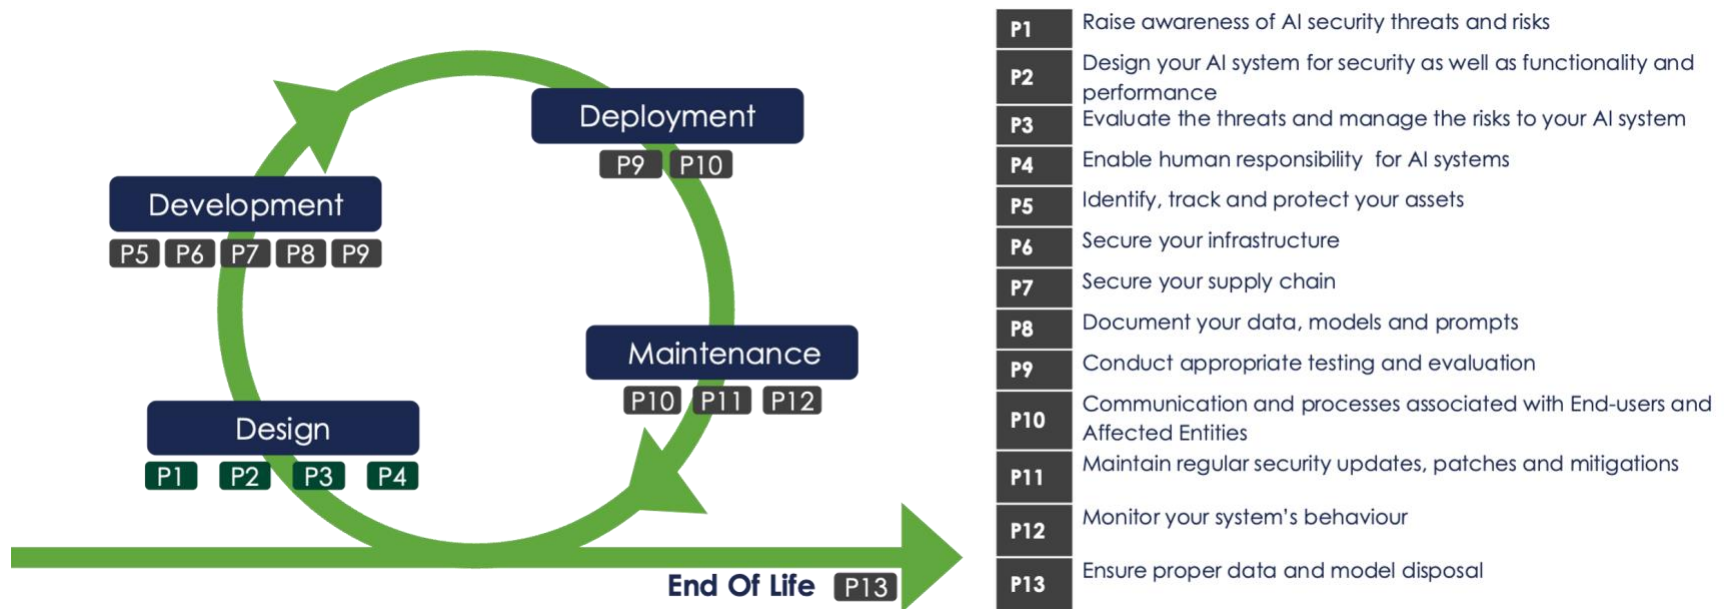 Deployment
P9 P10
Development
P5 P6 P7 P8 P9
Maintenance
P10 P11 P12
Design
P1 P2 P3 P4
End Of Life P13
P1 Raise awareness of AI security threats and risks
P2 Design your AI system for security as well as functionality and
performance
P3 Evaluate the threats and manage the risks to your AI system
P4 Enable human responsibility for AI systems
P5 Identify, track and protect your assets
P6 Secure your infrastructure
P7 Secure your supply chain
P8 Document your data, models and prompts
P9 Conduct appropriate testing and evaluation
P10 Communication and processes associated with End-users and
Affected Entities
P11 Maintain regular security updates, patches and mitigations
P12 Monitor your system’s behaviour
P13 Ensure proper data and model disposal